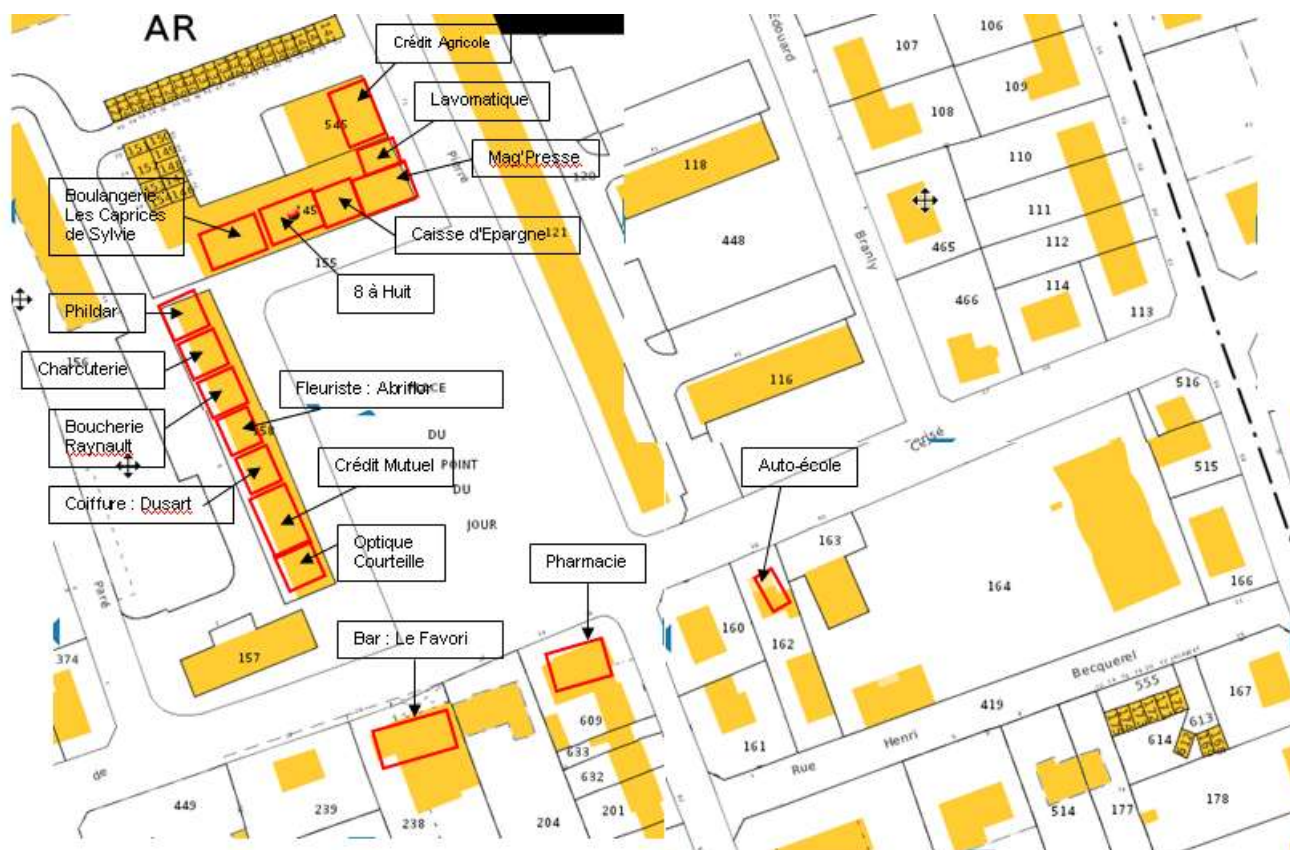 AR
Crédit Agricole
Lavomatique
Mag'Presse
Boulangerie :
Les Caprices
de Sylvie
Caisse d'Epargne
8 à Huit
Phildar
Charcuterie
Fleuriste : Abriflor
Boucherie
Raynault
Crédit Mutuel
Coiffure : Dusart
Optique
Courteille
Pharmacie
Bar : Le Favori
Auto-école
DU
POINT
DU
JOUR
Pierre
Edouard
Branly
Cerisé
Paré
de
Rue
Henri
Becquerel
106
107
108
109
110
111
112
113
114
465
466
118
448
116
120
121
545
145
155
156
158
157
374
449
239
238
204
609
633
632
201
160
161
162
163
164
515
516
166
419
167
555
613
614
514
177
178